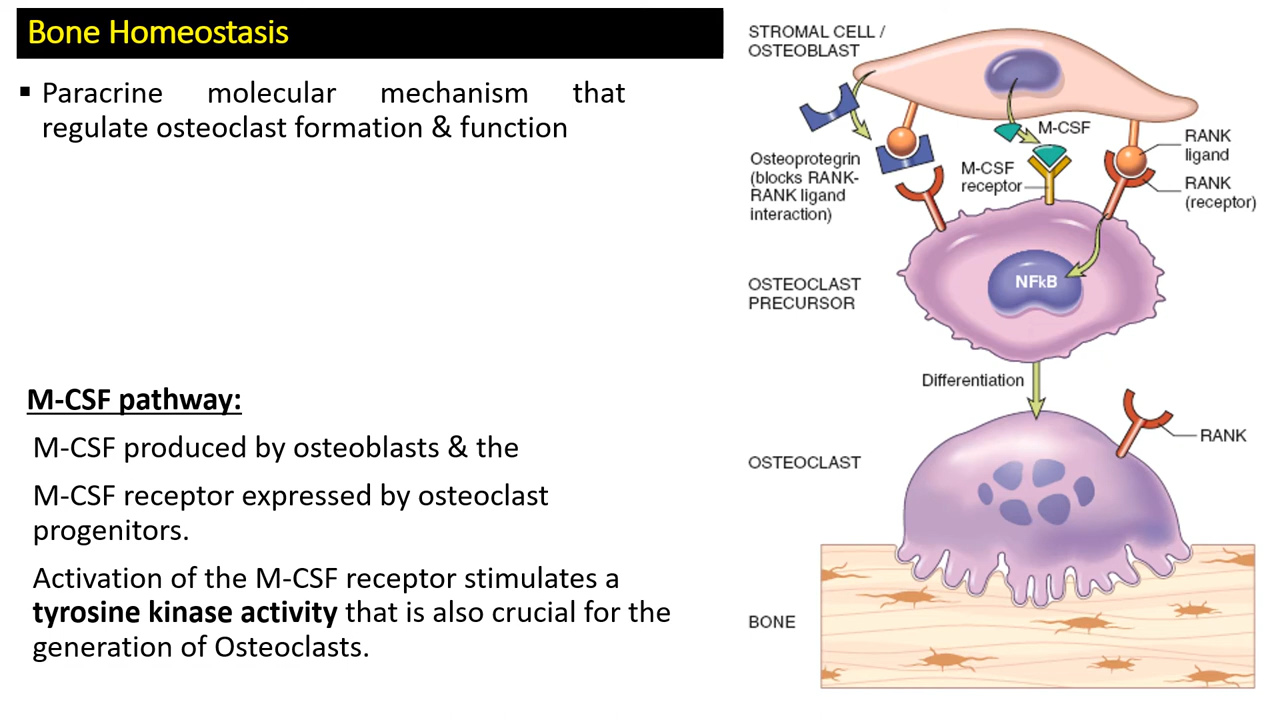 Bone Homeostasis
▪ Paracrine molecular mechanism that
regulate osteoclast formation & function
M-CSF pathway:
M-CSF produced by osteoblasts & the
M-CSF receptor expressed by osteoclast
progenitors.
Activation of the M-CSF receptor stimulates a
tyrosine kinase activity that is also crucial for the
generation of Osteoclasts.
STROMAL CELL /
OSTEOBLAST
M-CSF
RANK
ligand
Osteoprotegrin
(blocks RANK-
RANK ligand
interaction)
M-CSF
receptor
RANK
(receptor)
OSTEOCLAST
PRECURSOR
NFkB
Differentiation
RANK
OSTEOCLAST
BONE